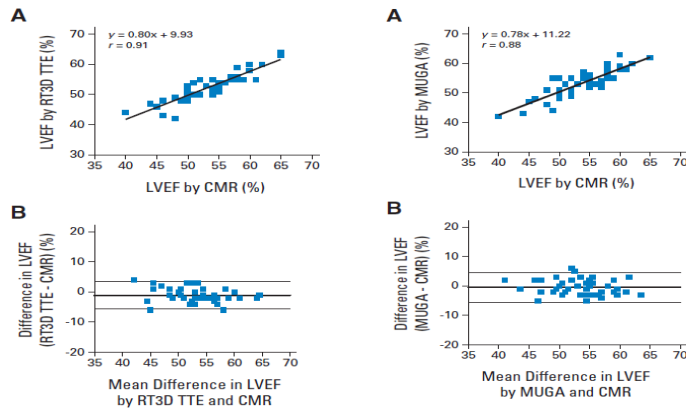 A
y = 0.80x + 9.93
r = 0.91
LVEF by RT3D TTE (%)
70
60
50
40
30
35 40 45 50 55 60 65 70
LVEF by CMR (%)
A
y = 0.78x + 11.22
r = 0.88
LVEF by MUGA (%)
70
60
50
40
30
35 40 45 50 55 60 65 70
LVEF by CMR (%)
B
Difference in LVEF
(RT3D TTE - CMR) (%)
20
10
0
-10
-20
35 40 45 50 55 60 65 70
Mean Difference in LVEF
by RT3D TTE and CMR
B
Difference in LVEF
(MUGA - CMR) (%)
20
10
0
-10
-20
35 40 45 50 55 60 65 70
Mean Difference in LVEF
by MUGA and CMR